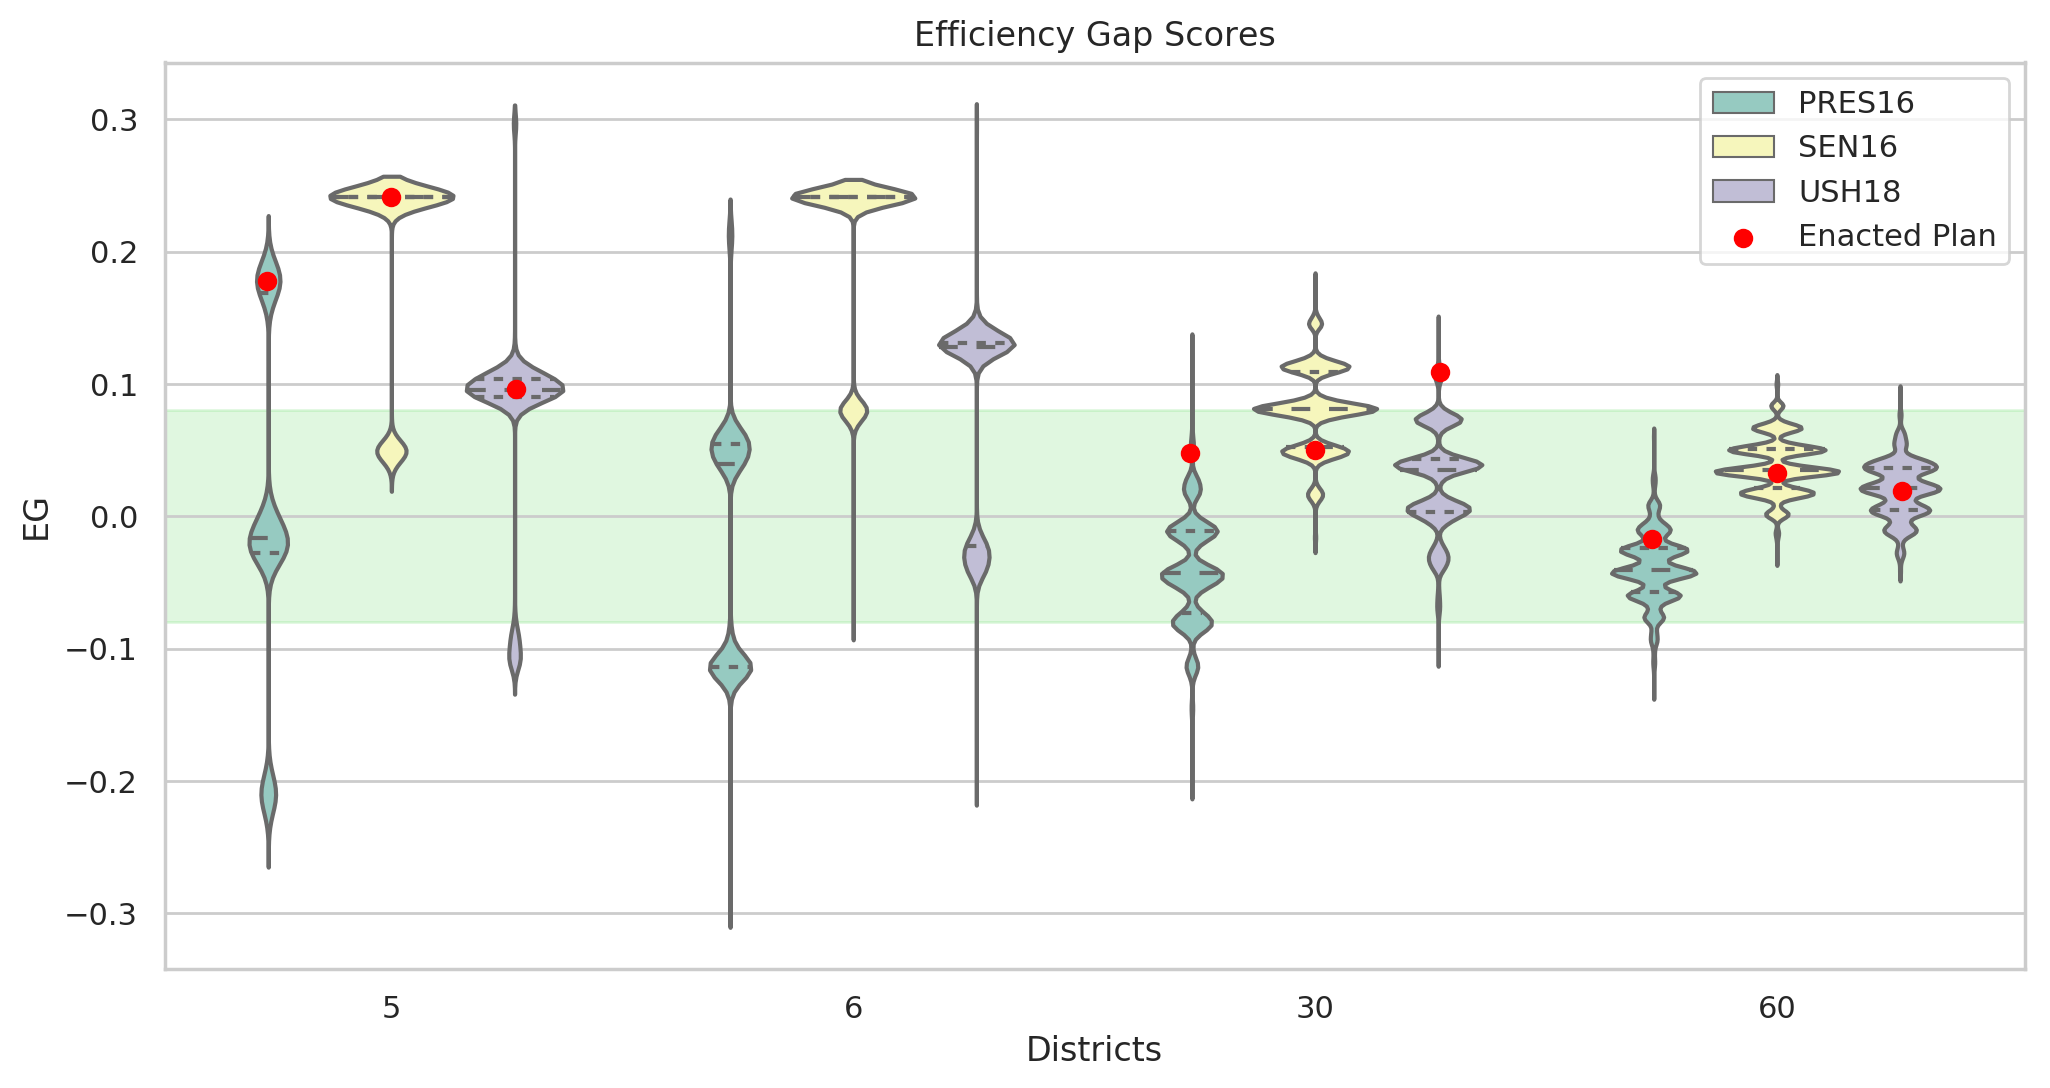 Efficiency Gap Scores
PRES16
SEN16
USH18
Enacted Plan
EG
0.3
0.2
0.1
0.0
−0.1
−0.2
−0.3
5
6
30
60
Districts